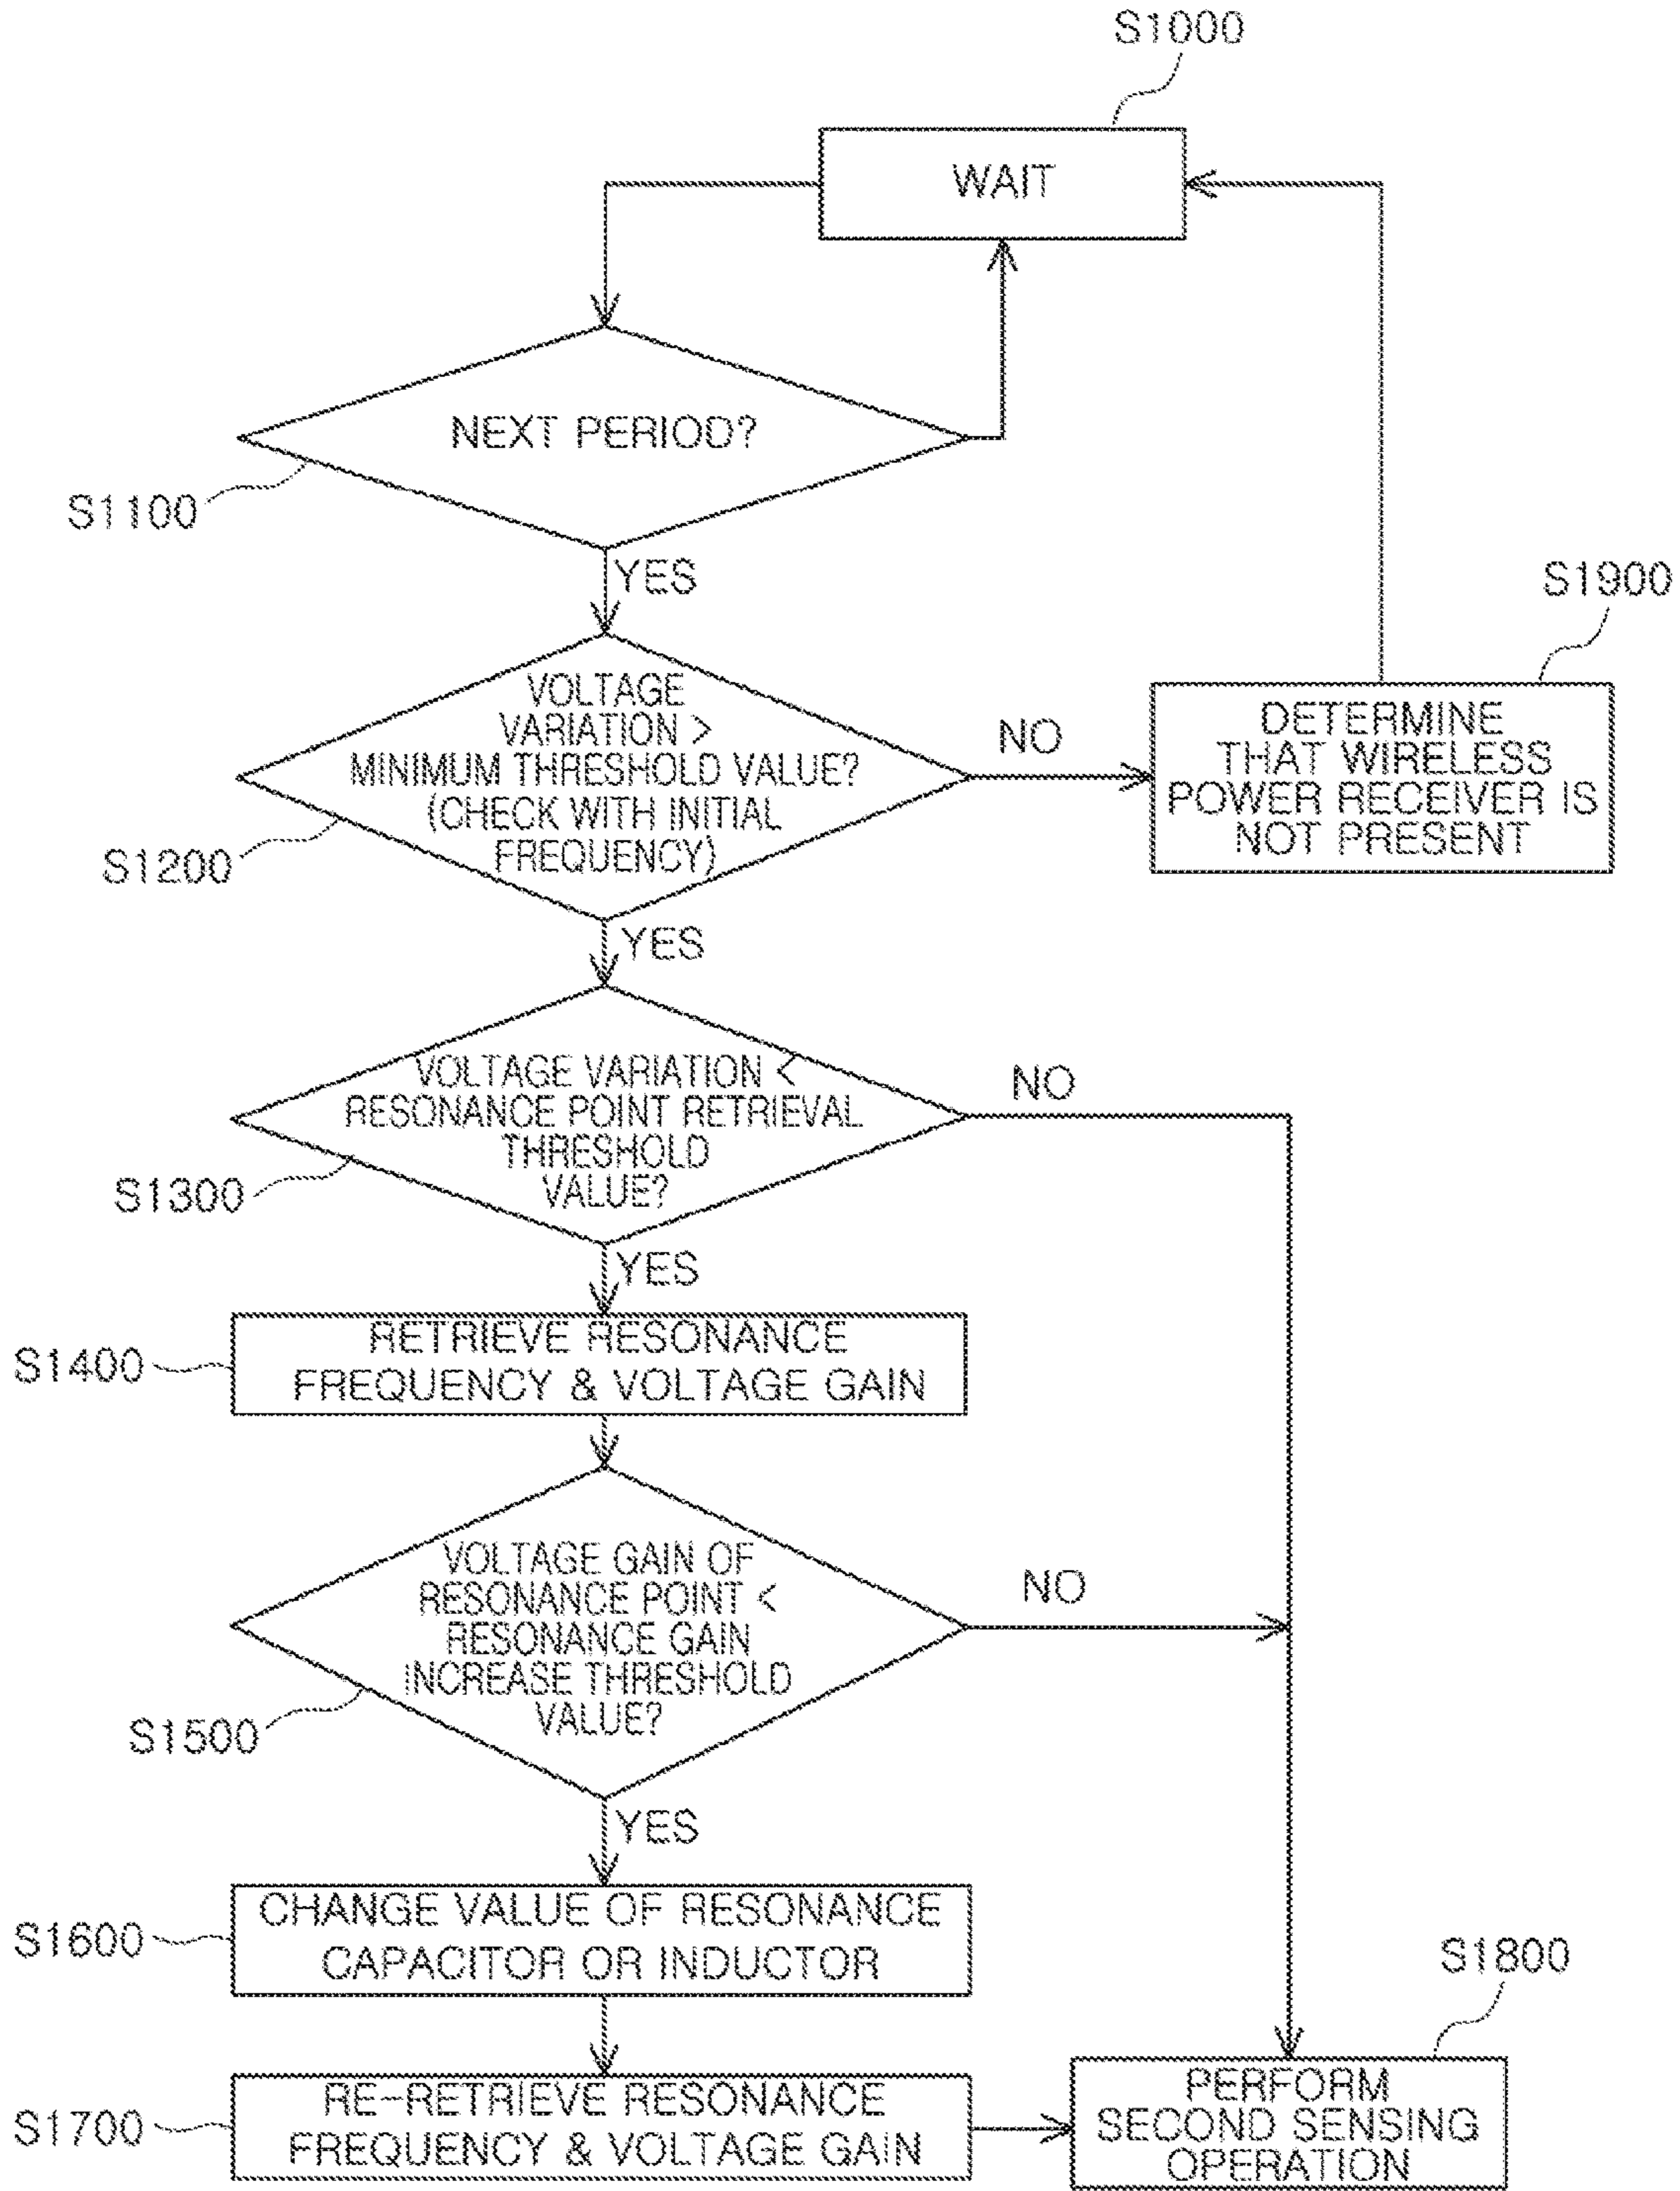 S1000
WAIT
NEXT PERIOD?
S1100
YES
S1900
VOLTAGE
VARIATION >
MINIMUM THRESHOLD VALUE?
(CHECK WITH INITIAL
FREQUENCY)
S1200
NO
DETERMINE
THAT WIRELESS
POWER RECEIVER IS
NOT PRESENT
YES
VOLTAGE VARIATION <
RESONANCE POINT RETRIEVAL
THRESHOLD
VALUE?
S1300
NO
YES
S1400
RETRIEVE RESONANCE
FREQUENCY & VOLTAGE GAIN
VOLTAGE GAIN OF
RESONANCE POINT <
RESONANCE GAIN
INCREASE THRESHOLD
VALUE?
S1500
NO
YES
S1600
CHANGE VALUE OF RESONANCE
CAPACITOR OR INDUCTOR
S1800
S1700
RE-RETRIEVE RESONANCE
FREQUENCY & VOLTAGE GAIN
PERFORM
SECOND SENSING
OPERATION